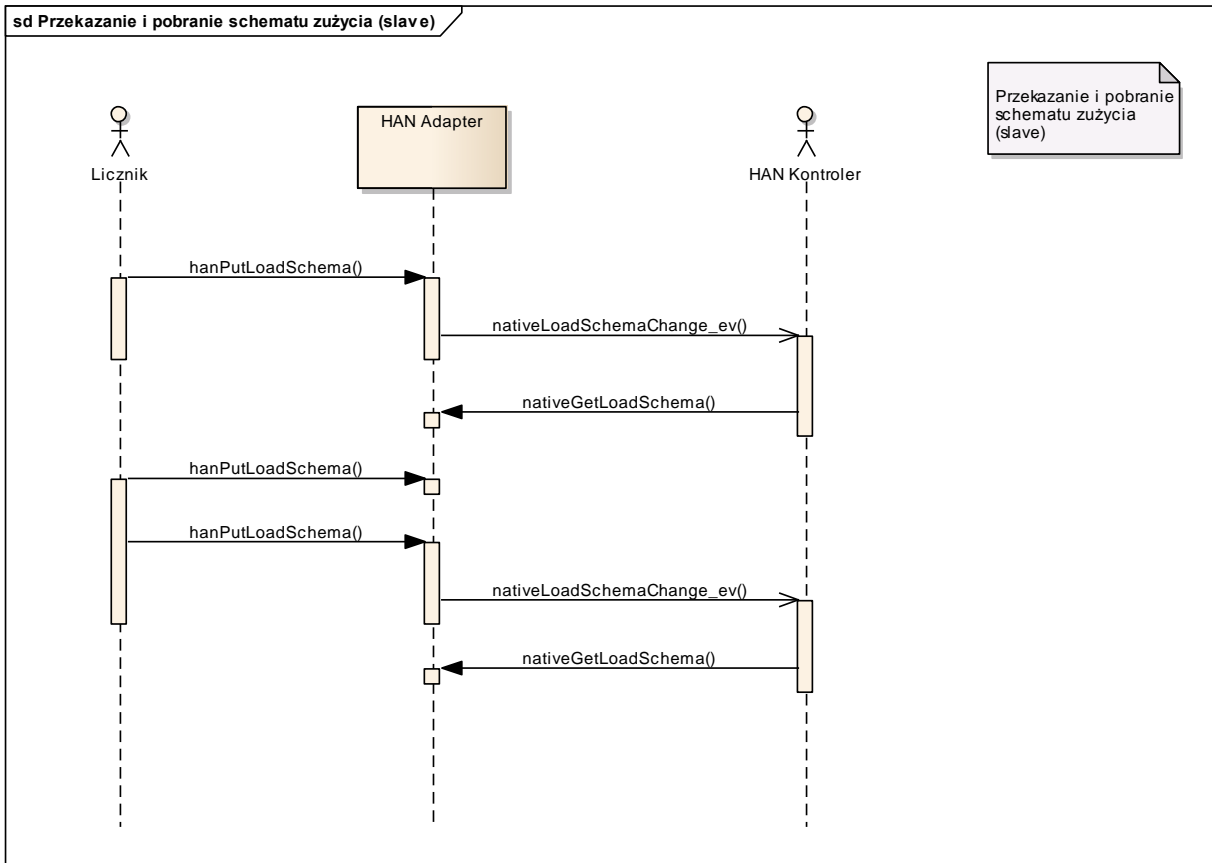 sd Przekazanie i pobranie schematu zużycia (slave)
Przekazanie i pobranie
schematu zużycia
(slave)
Licznik
HAN Adapter
HAN Kontroler
hanPutLoadSchema()
nativeLoadSchemaChange_ev()
nativeGetLoadSchema()
hanPutLoadSchema()
hanPutLoadSchema()
nativeLoadSchemaChange_ev()
nativeGetLoadSchema()